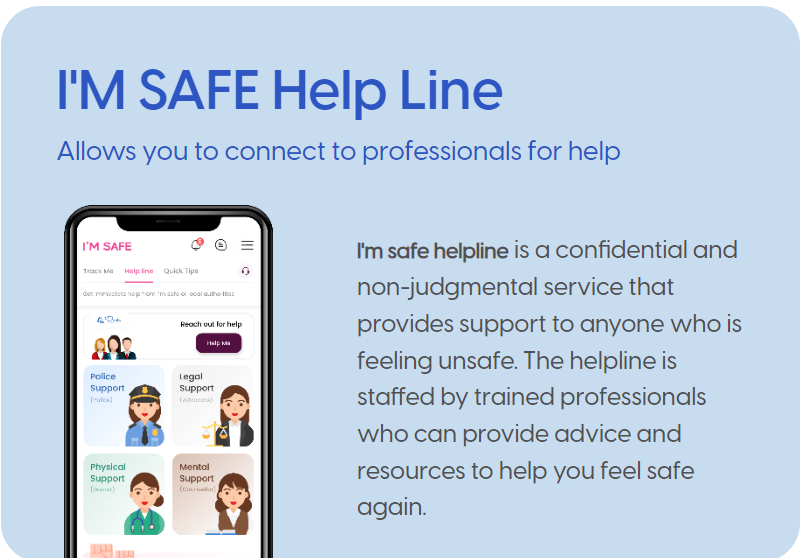 I'M SAFE Help Line
Allows you to connect to professionals for help
I'M SAFE
Track Me Help line Quick Tips
Get immediate help from I'm safe or local authorities
Reach out for help
Help Me
Police
Support
(Police)
Legal
Support
(Advocate)
Physical
Support
(Doctor)
Mental
Support
(Counsellor)
I'm safe helpline is a confidential and
non-judgmental service that
provides support to anyone who is
feeling unsafe. The helpline is
staffed by trained professionals
who can provide advice and
resources to help you feel safe
again.